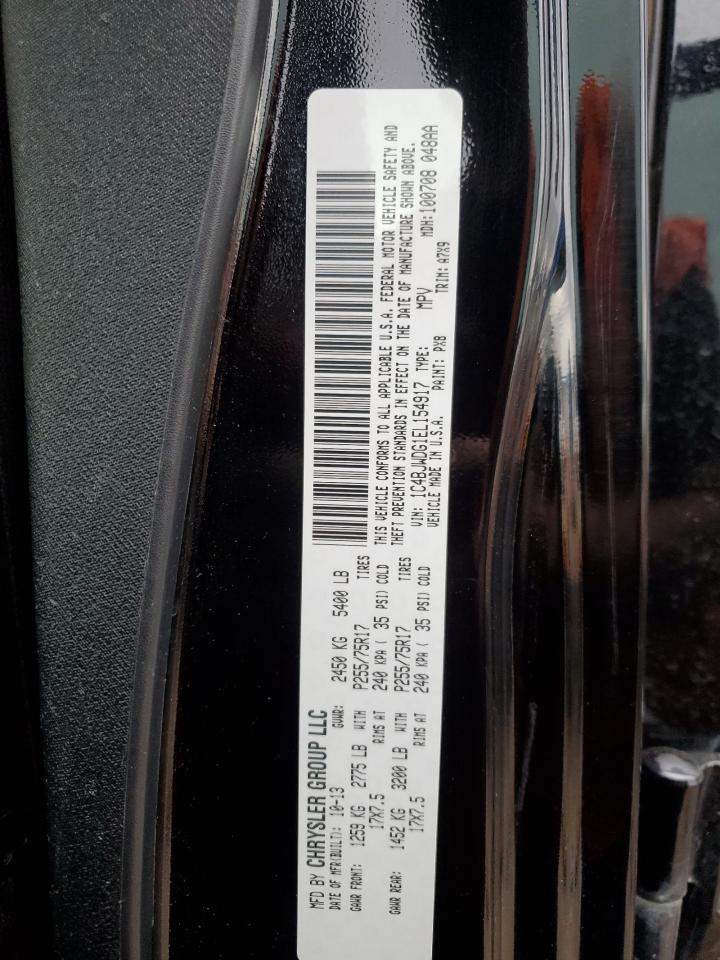 MFD BY CHRYSLER GROUP LLC
DATE OF MFR(BUILT): 10-13 GVWR: 2450 KG 5400 LB
GAWR FRONT: 1259 KG 2775 LB WITH P255/75R17 TIRES
17X7.5 RIMS AT 240 KPA ( 35 PSI) COLD
GAWR REAR: 1452 KG 3200 LB WITH P255/75R17 TIRES
17X7.5 RIMS AT 240 KPA ( 35 PSI) COLD
THIS VEHICLE CONFORMS TO ALL APPLICABLE U.S.A. FEDERAL MOTOR VEHICLE SAFETY AND
THEFT PREVENTION STANDARDS IN EFFECT ON THE DATE OF MANUFACTURE SHOWN ABOVE.
VIN: 1C4BJWDG1EL154917 TYPE: MPV MDH: 100708 048AA
VEHICLE MADE IN U.S.A. PAINT: PX8 TRIM: A7X9